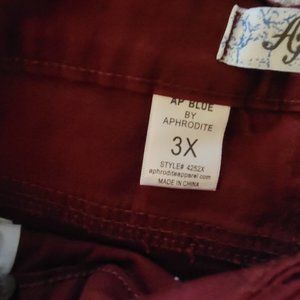 AP BLUE
BY
APHRODITE
3X
STYLE# 4252X
aphroditeapparel.com
MADE IN CHINA